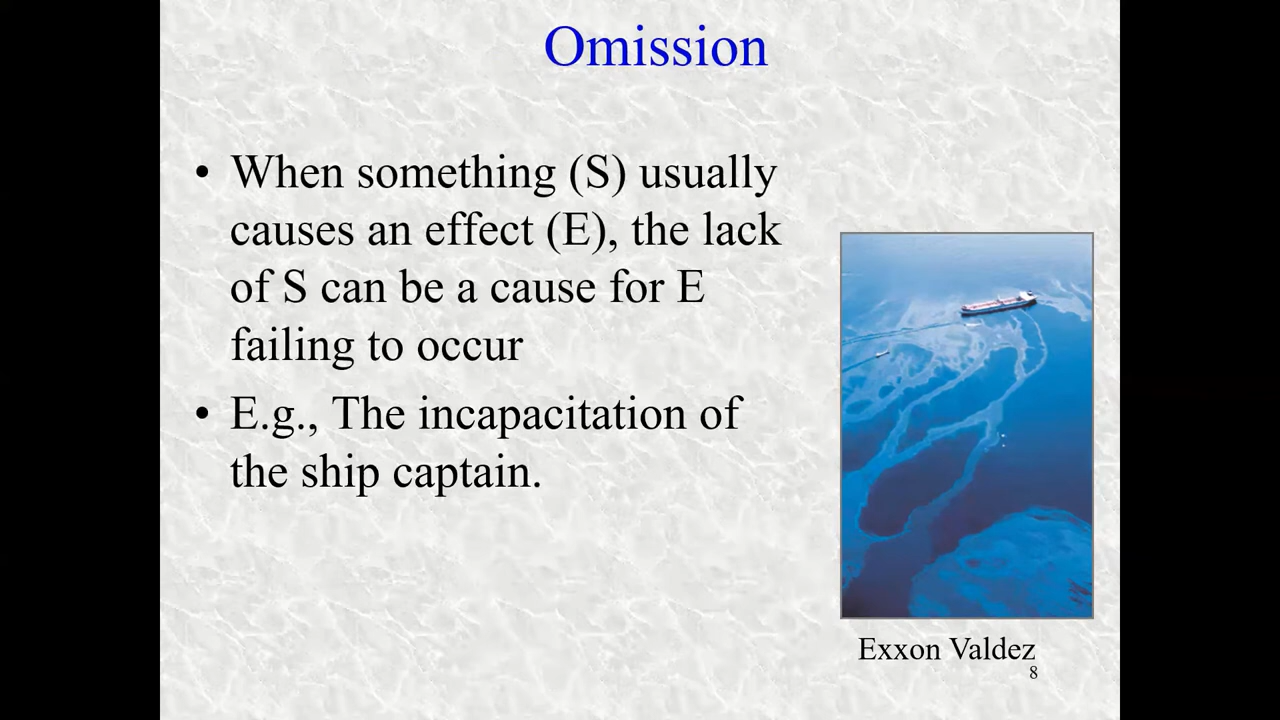 Omission
• When something (S) usually
causes an effect (E), the lack
of S can be a cause for E
failing to occur
• E.g., The incapacitation of
the ship captain.
Exxon Valdez
8